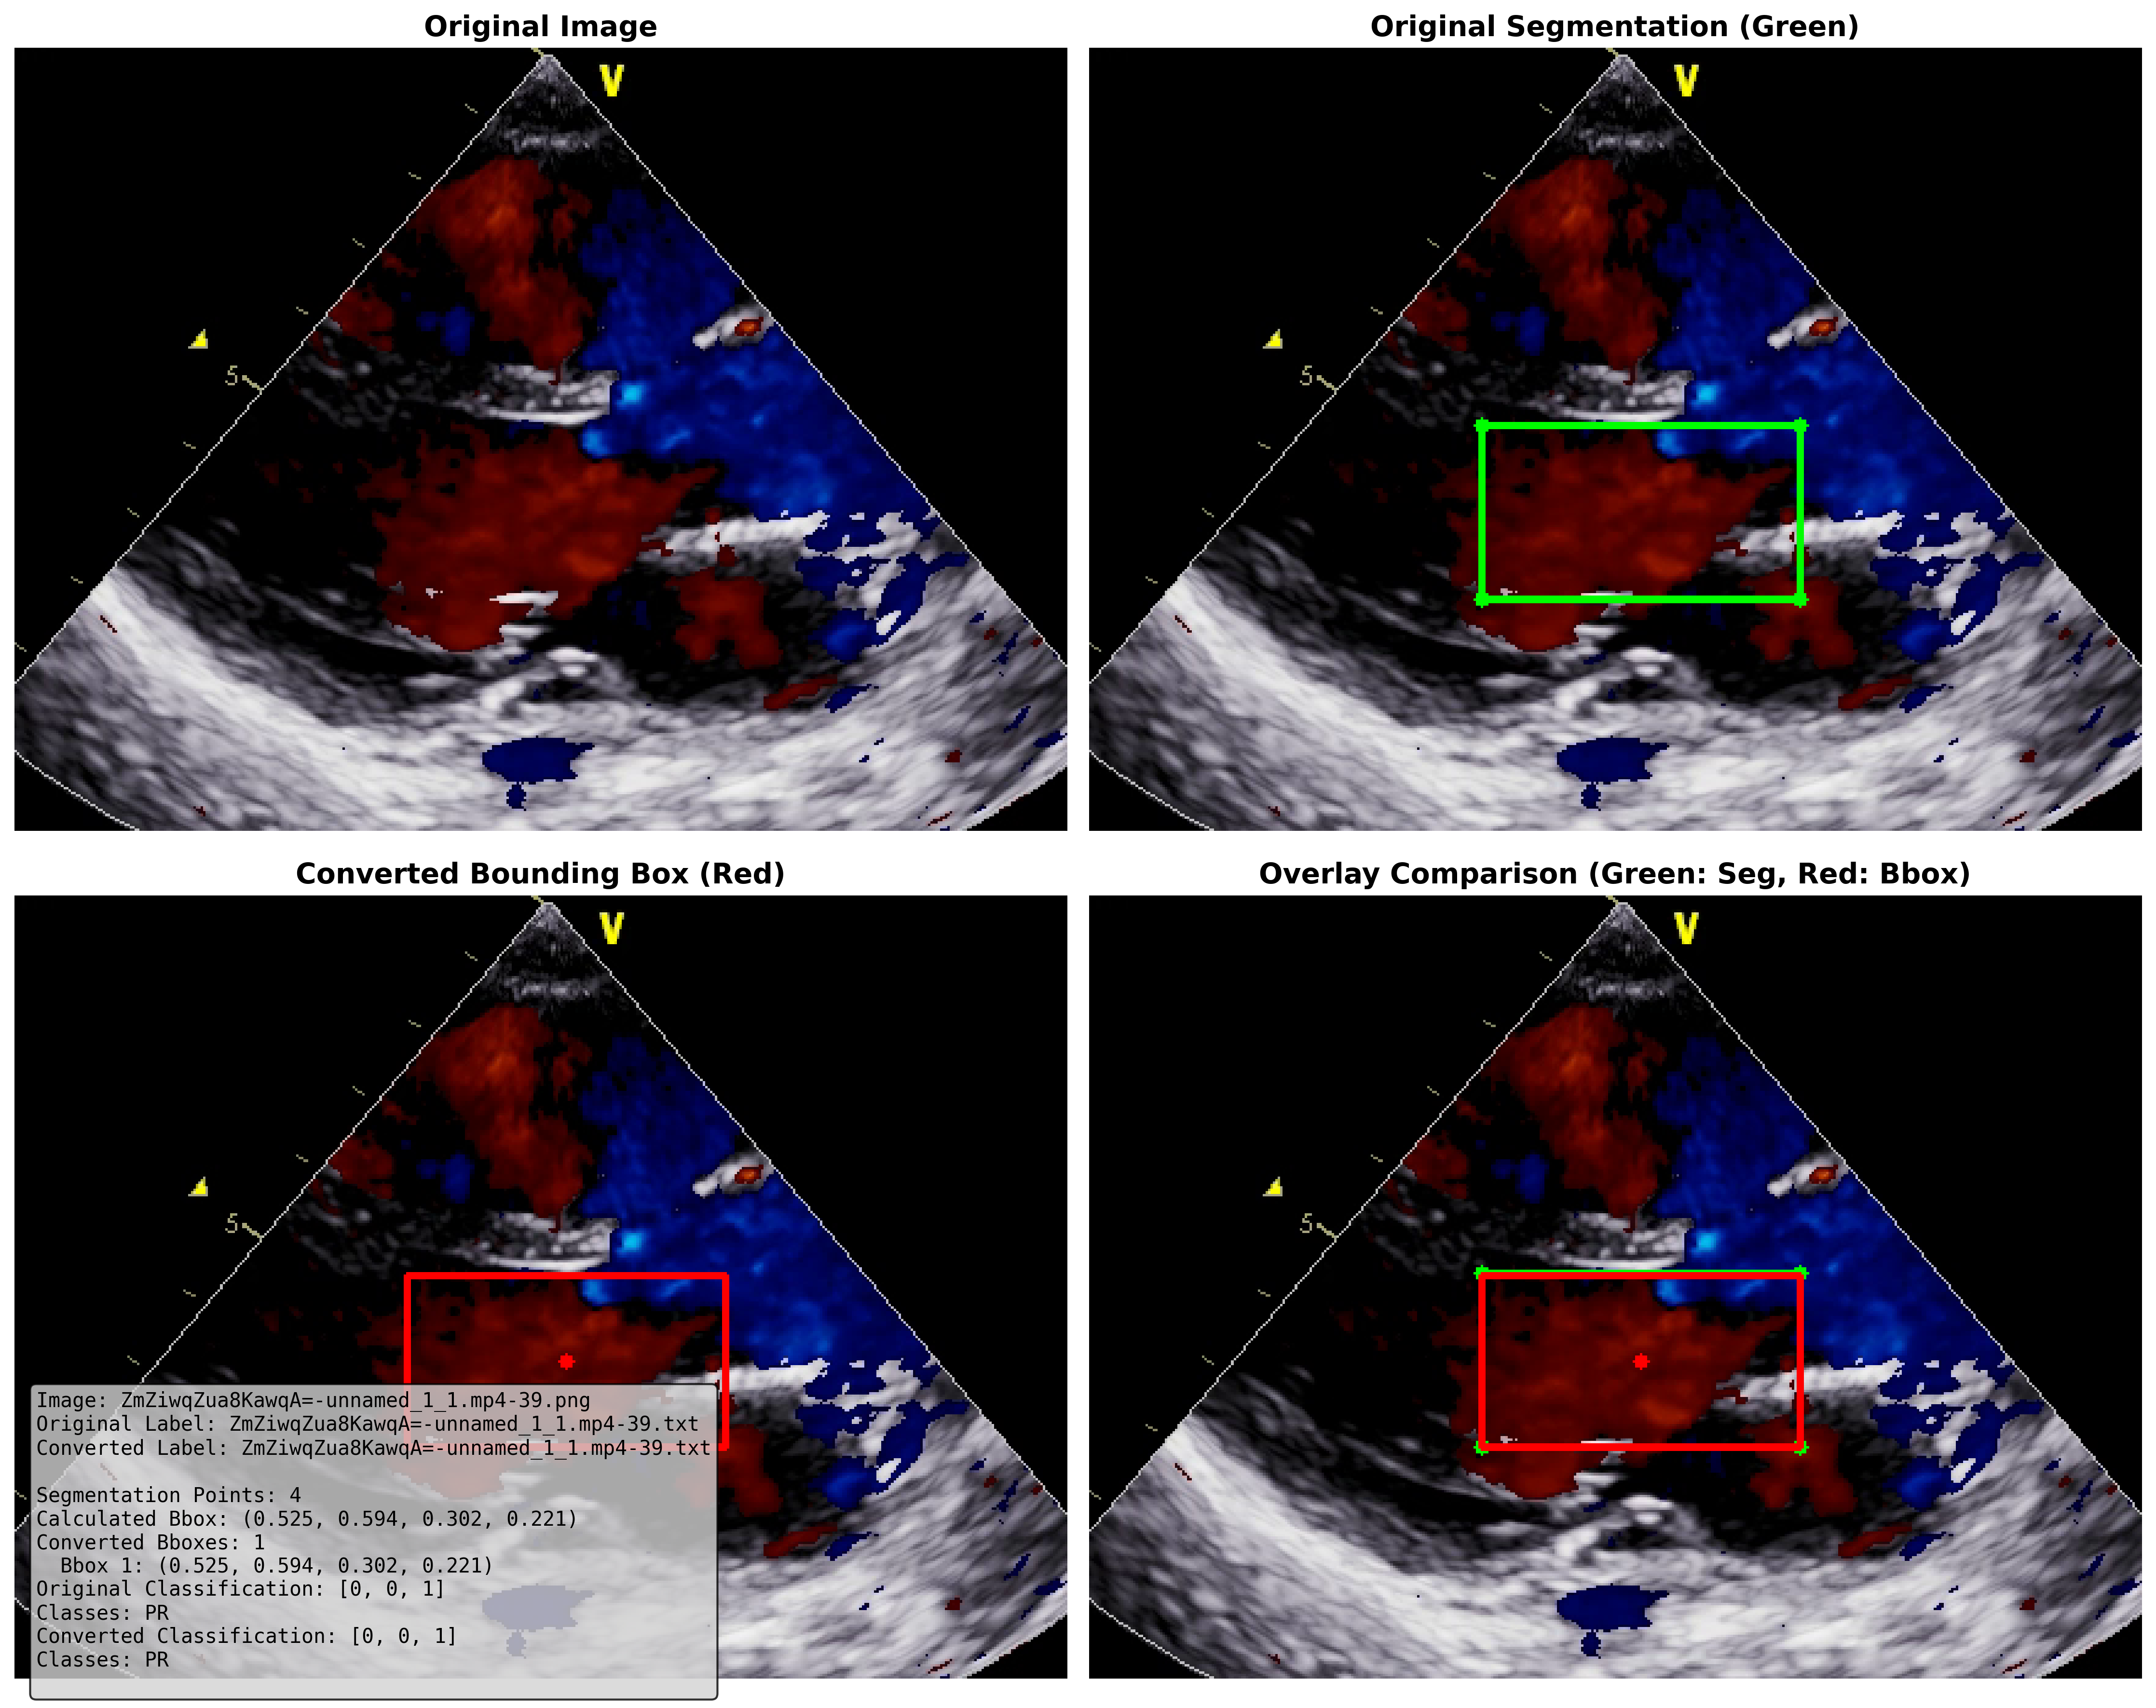 Original Image
Original Segmentation (Green)
V
5
V
5
Converted Bounding Box (Red)
Overlay Comparison (Green: Seg, Red: Bbox)
V
5
V
5
Image: ZmZiwqZua8KawqA=-unnamed_1_1.mp4-39.png
Original Label: ZmZiwqZua8KawqA=-unnamed_1_1.mp4-39.txt
Converted Label: ZmZiwqZua8KawqA=-unnamed_1_1.mp4-39.txt
Segmentation Points: 4
Calculated Bbox: (0.525, 0.594, 0.302, 0.221)
Converted Bboxes: 1
Bbox 1: (0.525, 0.594, 0.302, 0.221)
Original Classification: [0, 0, 1]
Classes: PR
Converted Classification: [0, 0, 1]
Classes: PR